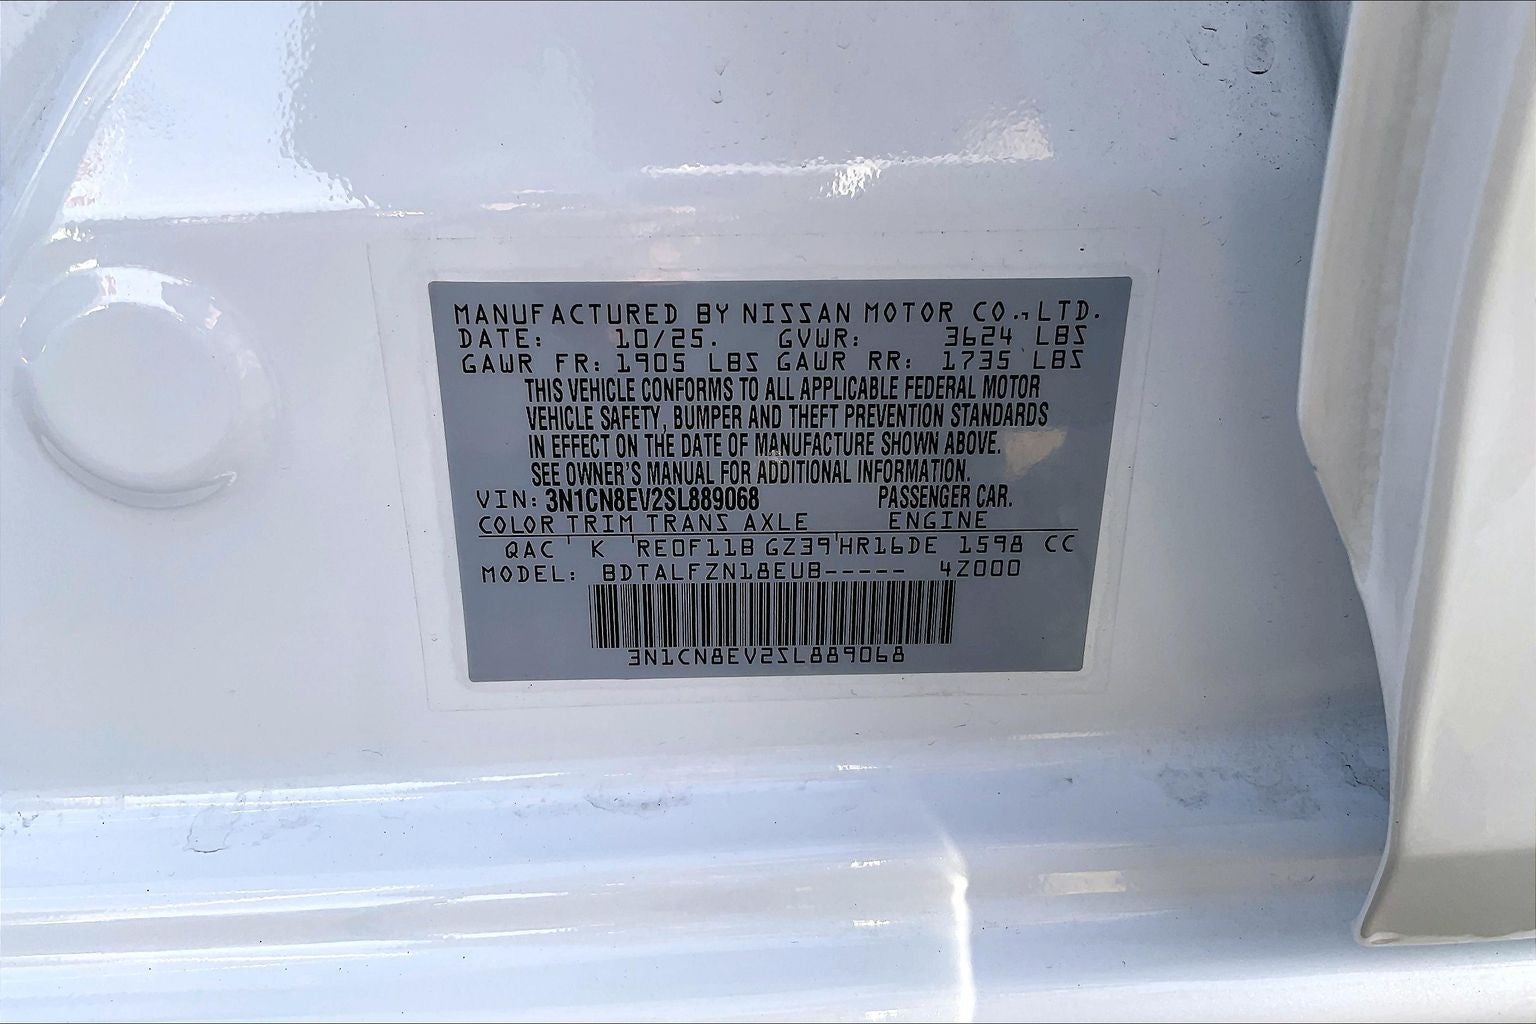 MANUFACTURED BY NISSAN MOTOR CO., LTD.
DATE: 10/25. GVWR: 3624 LBS
GAWR FR: 1905 LBS GAWR RR: 1735 LBS
THIS VEHICLE CONFORMS TO ALL APPLICABLE FEDERAL MOTOR
VEHICLE SAFETY, BUMPER AND THEFT PREVENTION STANDARDS
IN EFFECT ON THE DATE OF MANUFACTURE SHOWN ABOVE.
SEE OWNER'S MANUAL FOR ADDITIONAL INFORMATION.
VIN: 3N1CN8EV2SL889068 PASSENGER CAR.
COLOR TRIM TRANS AXLE ENGINE
QAC K RE0F11B GZ39 HR16DE 1598 CC
MODEL: BDTALFZN18EUB----- 4Z000
3N1CN8EV2SL889068